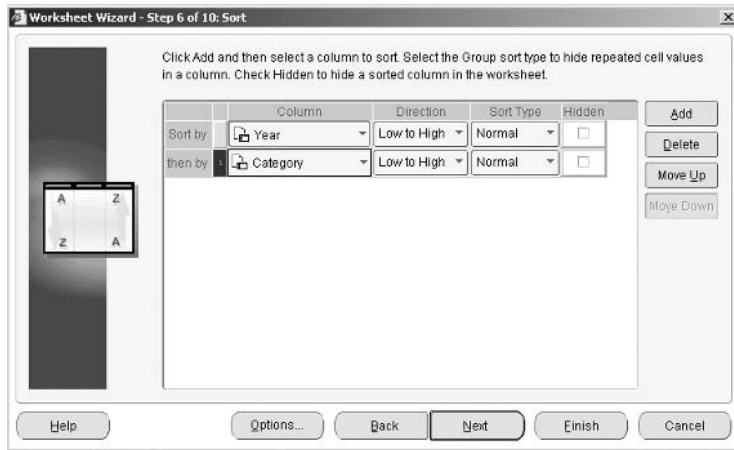 Worksheet Wizard - Step 6 of 10: Sort
Click Add and then select a column to sort. Select the Group sort type to hide repeated cell values
in a column. Check Hidden to hide a sorted column in the worksheet.
Column Direction Sort Type Hidden
Sort by Year Low to High Normal
then by Category Low to High Normal
Add
Delete
Move Up
Move Down
A Z
Z A
Help Options... Back Next Finish Cancel